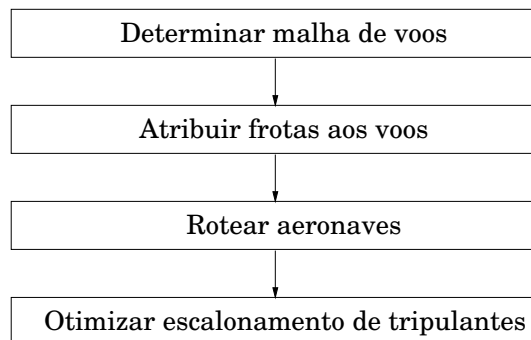 Determinar malha de voos
Atribuir frotas aos voos
Rotear aeronaves
Otimizar escalonamento de tripulantes